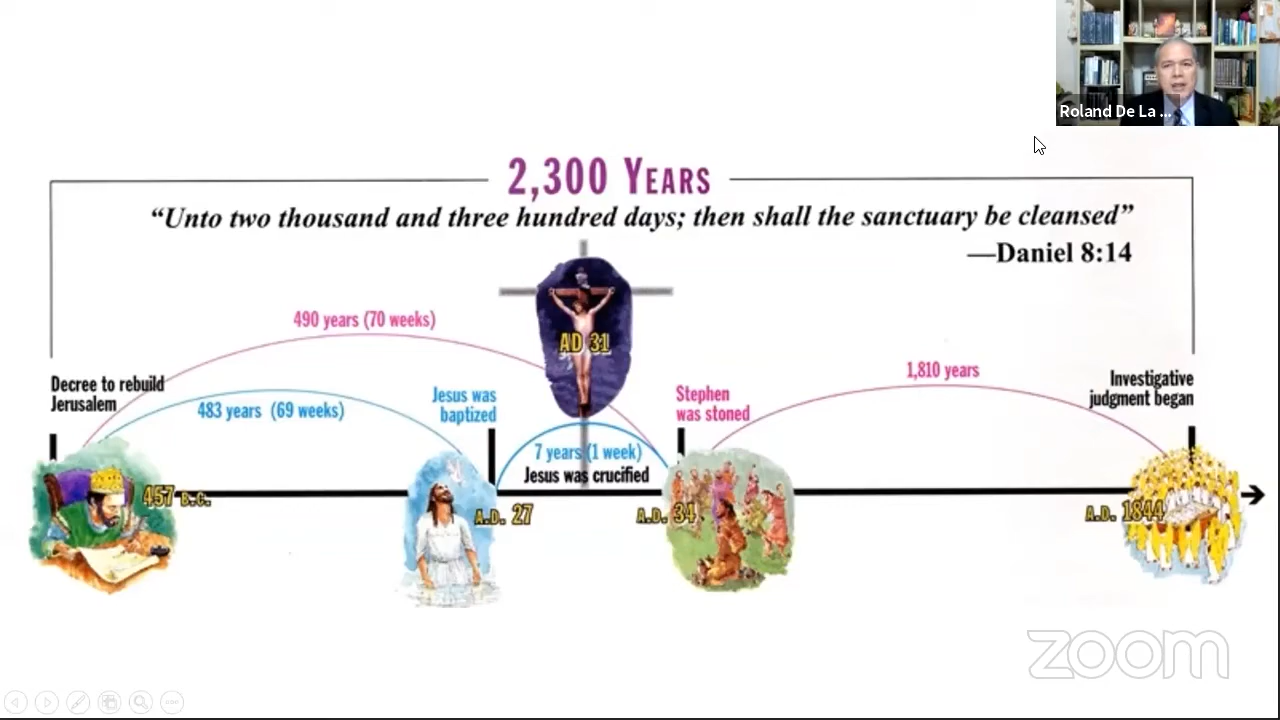 Roland De La ...
2,300 YEARS
“Unto two thousand and three hundred days; then shall the sanctuary be cleansed”
—Daniel 8:14
490 years (70 weeks)
AD 31
1,810 years
Decree to rebuild
Jerusalem
483 years (69 weeks)
Jesus was
baptized
Stephen
was stoned
Investigative
judgment began
7 years (1 week)
Jesus was crucified
457 B.C.
A.D. 27
A.D. 34
A.D. 1844
zoom